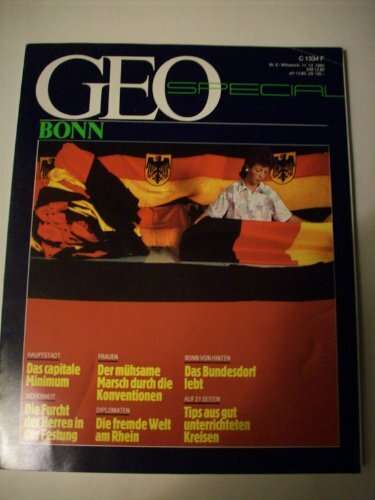 C 1534 F
GEO
SPECIAL
BONN
HAUPTSTADT
Das capitale
Minimum
SICHERHEIT
Die Furcht
der Herren in
der Festung
FRAUEN
Der mühsame
Marsch durch die
Konventionen
DIPLOMATEN
Die fremde Welt
am Rhein
BONN VON HINTEN
Das Bundesdorf
lebt
AUF 21 SEITEN
Tips aus gut
unterrichteten
Kreisen